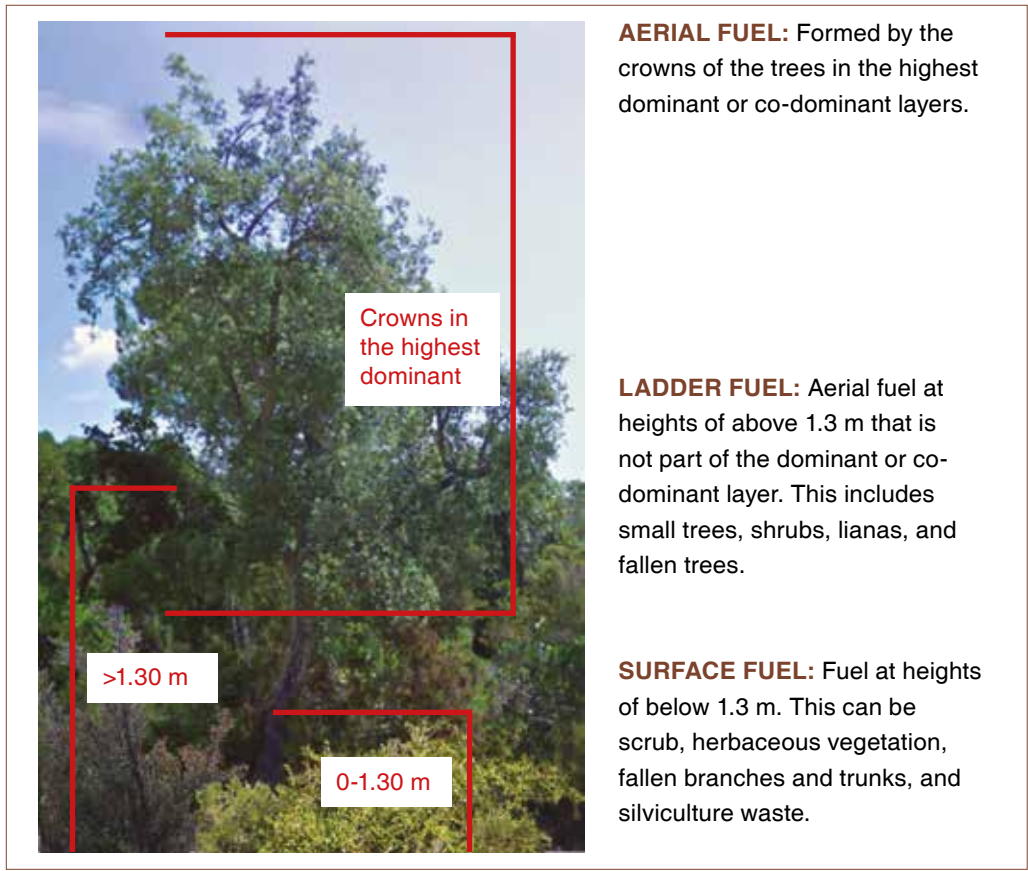 AERIAL FUEL: Formed by the
crowns of the trees in the highest
dominant or co-dominant layers.
Crowns in
the highest
dominant
LADDER FUEL: Aerial fuel at
heights of above 1.3 m that is
not part of the dominant or co-
dominant layer. This includes
small trees, shrubs, lianas, and
fallen trees.
>1.30 m
SURFACE FUEL: Fuel at heights
of below 1.3 m. This can be
scrub, herbaceous vegetation,
fallen branches and trunks, and
silviculture waste.
0-1.30 m